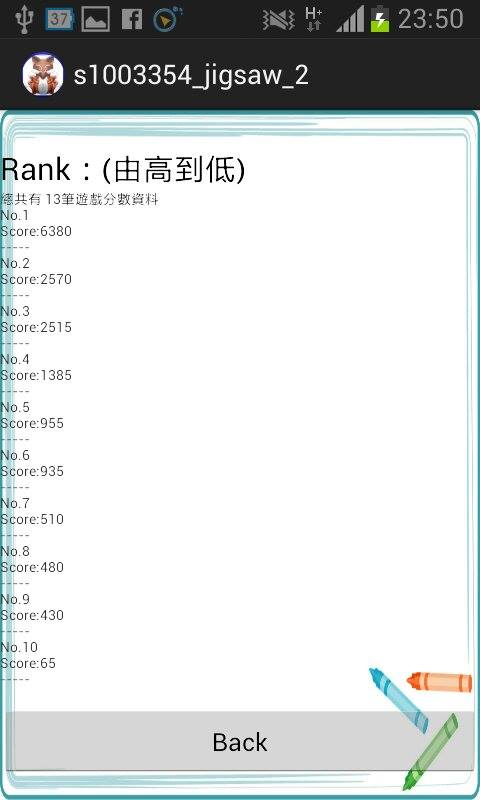 37
H+
23:50
s1003354_jigsaw_2
Rank : (由高到低)
總共有 13筆遊戲分數資料
No.1
Score:6380
-----
No.2
Score:2570
-----
No.3
Score:2515
-----
No.4
Score:1385
-----
No.5
Score:955
-----
No.6
Score:935
-----
No.7
Score:510
-----
No.8
Score:480
-----
No.9
Score:430
-----
No.10
Score:65
-----
Back